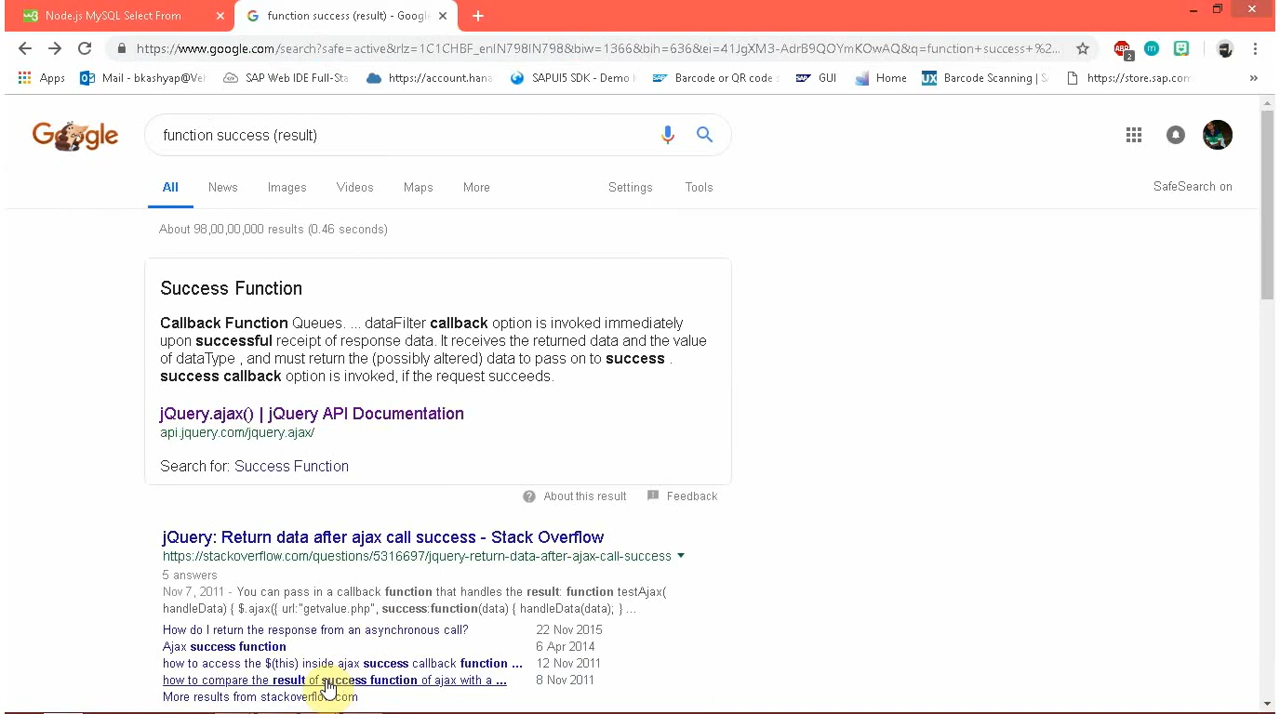 Node.js MySQL Select From
function success (result) - Googl
https://www.google.com/search?safe=active&rlz=1C1CHBF_enIN798IN798&biw=1366&bih=636&ei=41JgXM3-AdrB9QOYmKOwAQ&q=function+success+%2...
ABP
2
m
Apps
Mail - bkashyap@Ve
SAP Web IDE Full-Sta
https://account.hana
SAPUI5 SDK - Demo
Barcode or QR code
GUI
Home
UX
Barcode Scanning |
https://store.sap.com
»
Google
function success (result)
All
News
Images
Videos
Maps
More
Settings
Tools
SafeSearch on
About 98,00,00,000 results (0.46 seconds)
Success Function
Callback Function Queues. ... dataFilter callback option is invoked immediately
upon successful receipt of response data. It receives the returned data and the value
of dataType , and must return the (possibly altered) data to pass on to success .
success callback option is invoked, if the request succeeds.
jQuery.ajax() | jQuery API Documentation
api.jquery.com/jquery.ajax/
Search for: Success Function
About this result
Feedback
jQuery: Return data after ajax call success - Stack Overflow
https://stackoverflow.com/questions/5316697/jquery-return-data-after-ajax-call-success
5 answers
Nov 7, 2011 - You can pass in a callback function that handles the result: function testAjax(
handleData) { $.ajax({ url:"getvalue.php", success:function(data) { handleData(data); } ...
How do I return the response from an asynchronous call? 22 Nov 2015
Ajax success function 6 Apr 2014
how to access the $(this) inside ajax success callback function ... 12 Nov 2011
how to compare the result of success function of ajax with a ... 8 Nov 2011
More results from stackoverflow.com